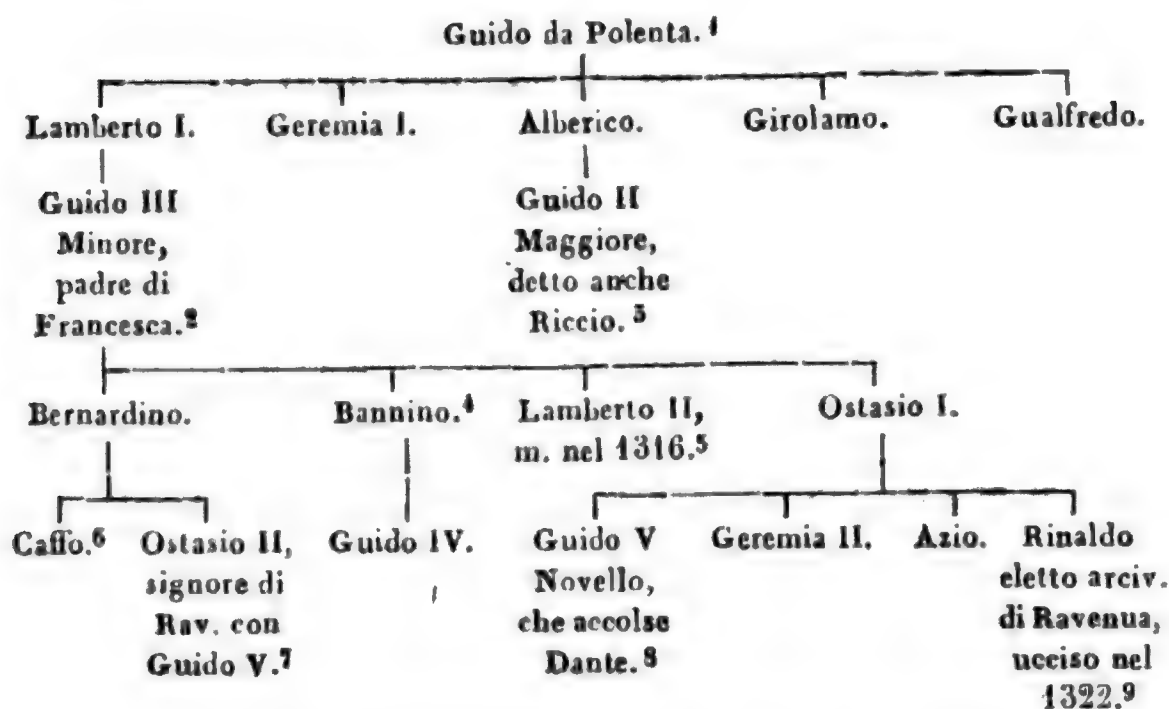 Guido da Polenta.¹
Lamberto I. Geremia I. Alberico. Girolamo. Gualfredo.
Guido III Guido II
Minore, Maggiore,
padre di detto anche
Francesca.² Riccio.³
Bernardino. Bannino.⁴ Lamberto II, Ostasio I.
m. nel 1316.⁵
Caffo.⁶ Ostasio II, Guido IV. Guido V Geremia II. Azio. Rinaldo
signore di Novello, eletto arciv.
Rav. con che accolse di Ravenua,
Guido V.⁷ Dante.⁸ ucciso nel
1322.⁹